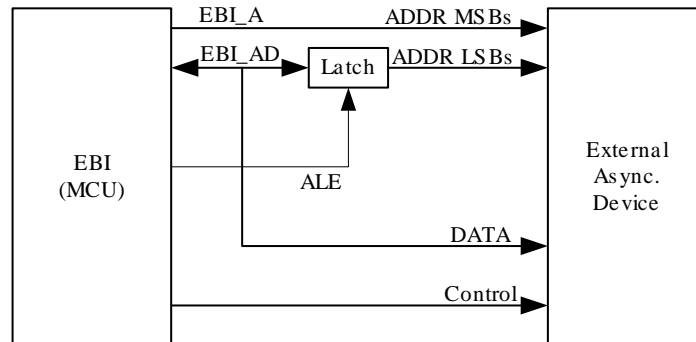 EBI_A ADDR MSBs
EBI_AD Latch ADDR LSBs
EBI
(MCU)
ALE
External
Async.
Device
DATA
Control